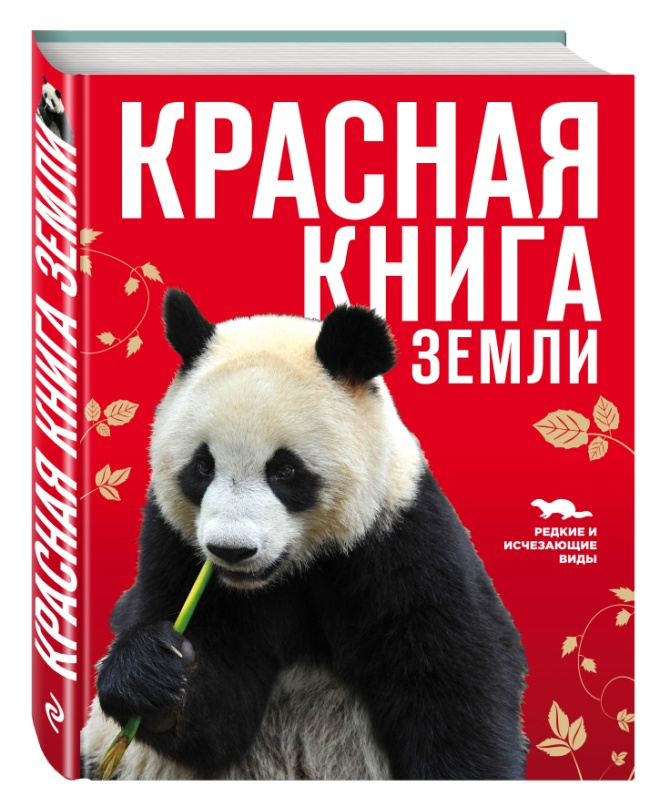 КРАСНАЯ
КНИГА
ЗЕМЛИ
РЕДКИЕ И
ИСЧЕЗАЮЩИЕ
ВИДЫ
КРАСНАЯ КНИГА ЗЕМЛИ